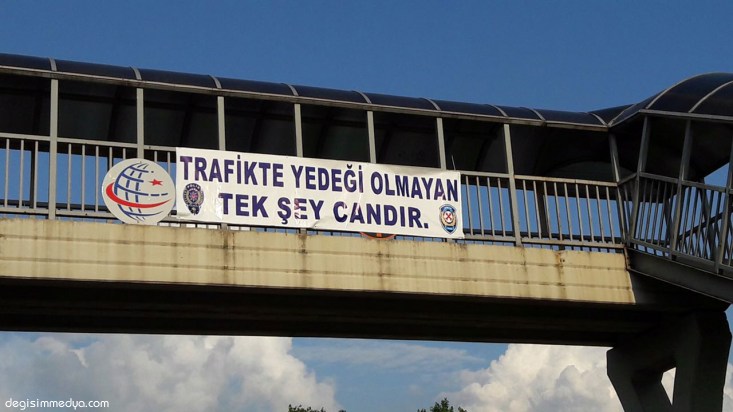 TRAFİKTE YEDEĞİ OLMAYAN
TEK ŞEY CANDIR.
degisimmedya.com